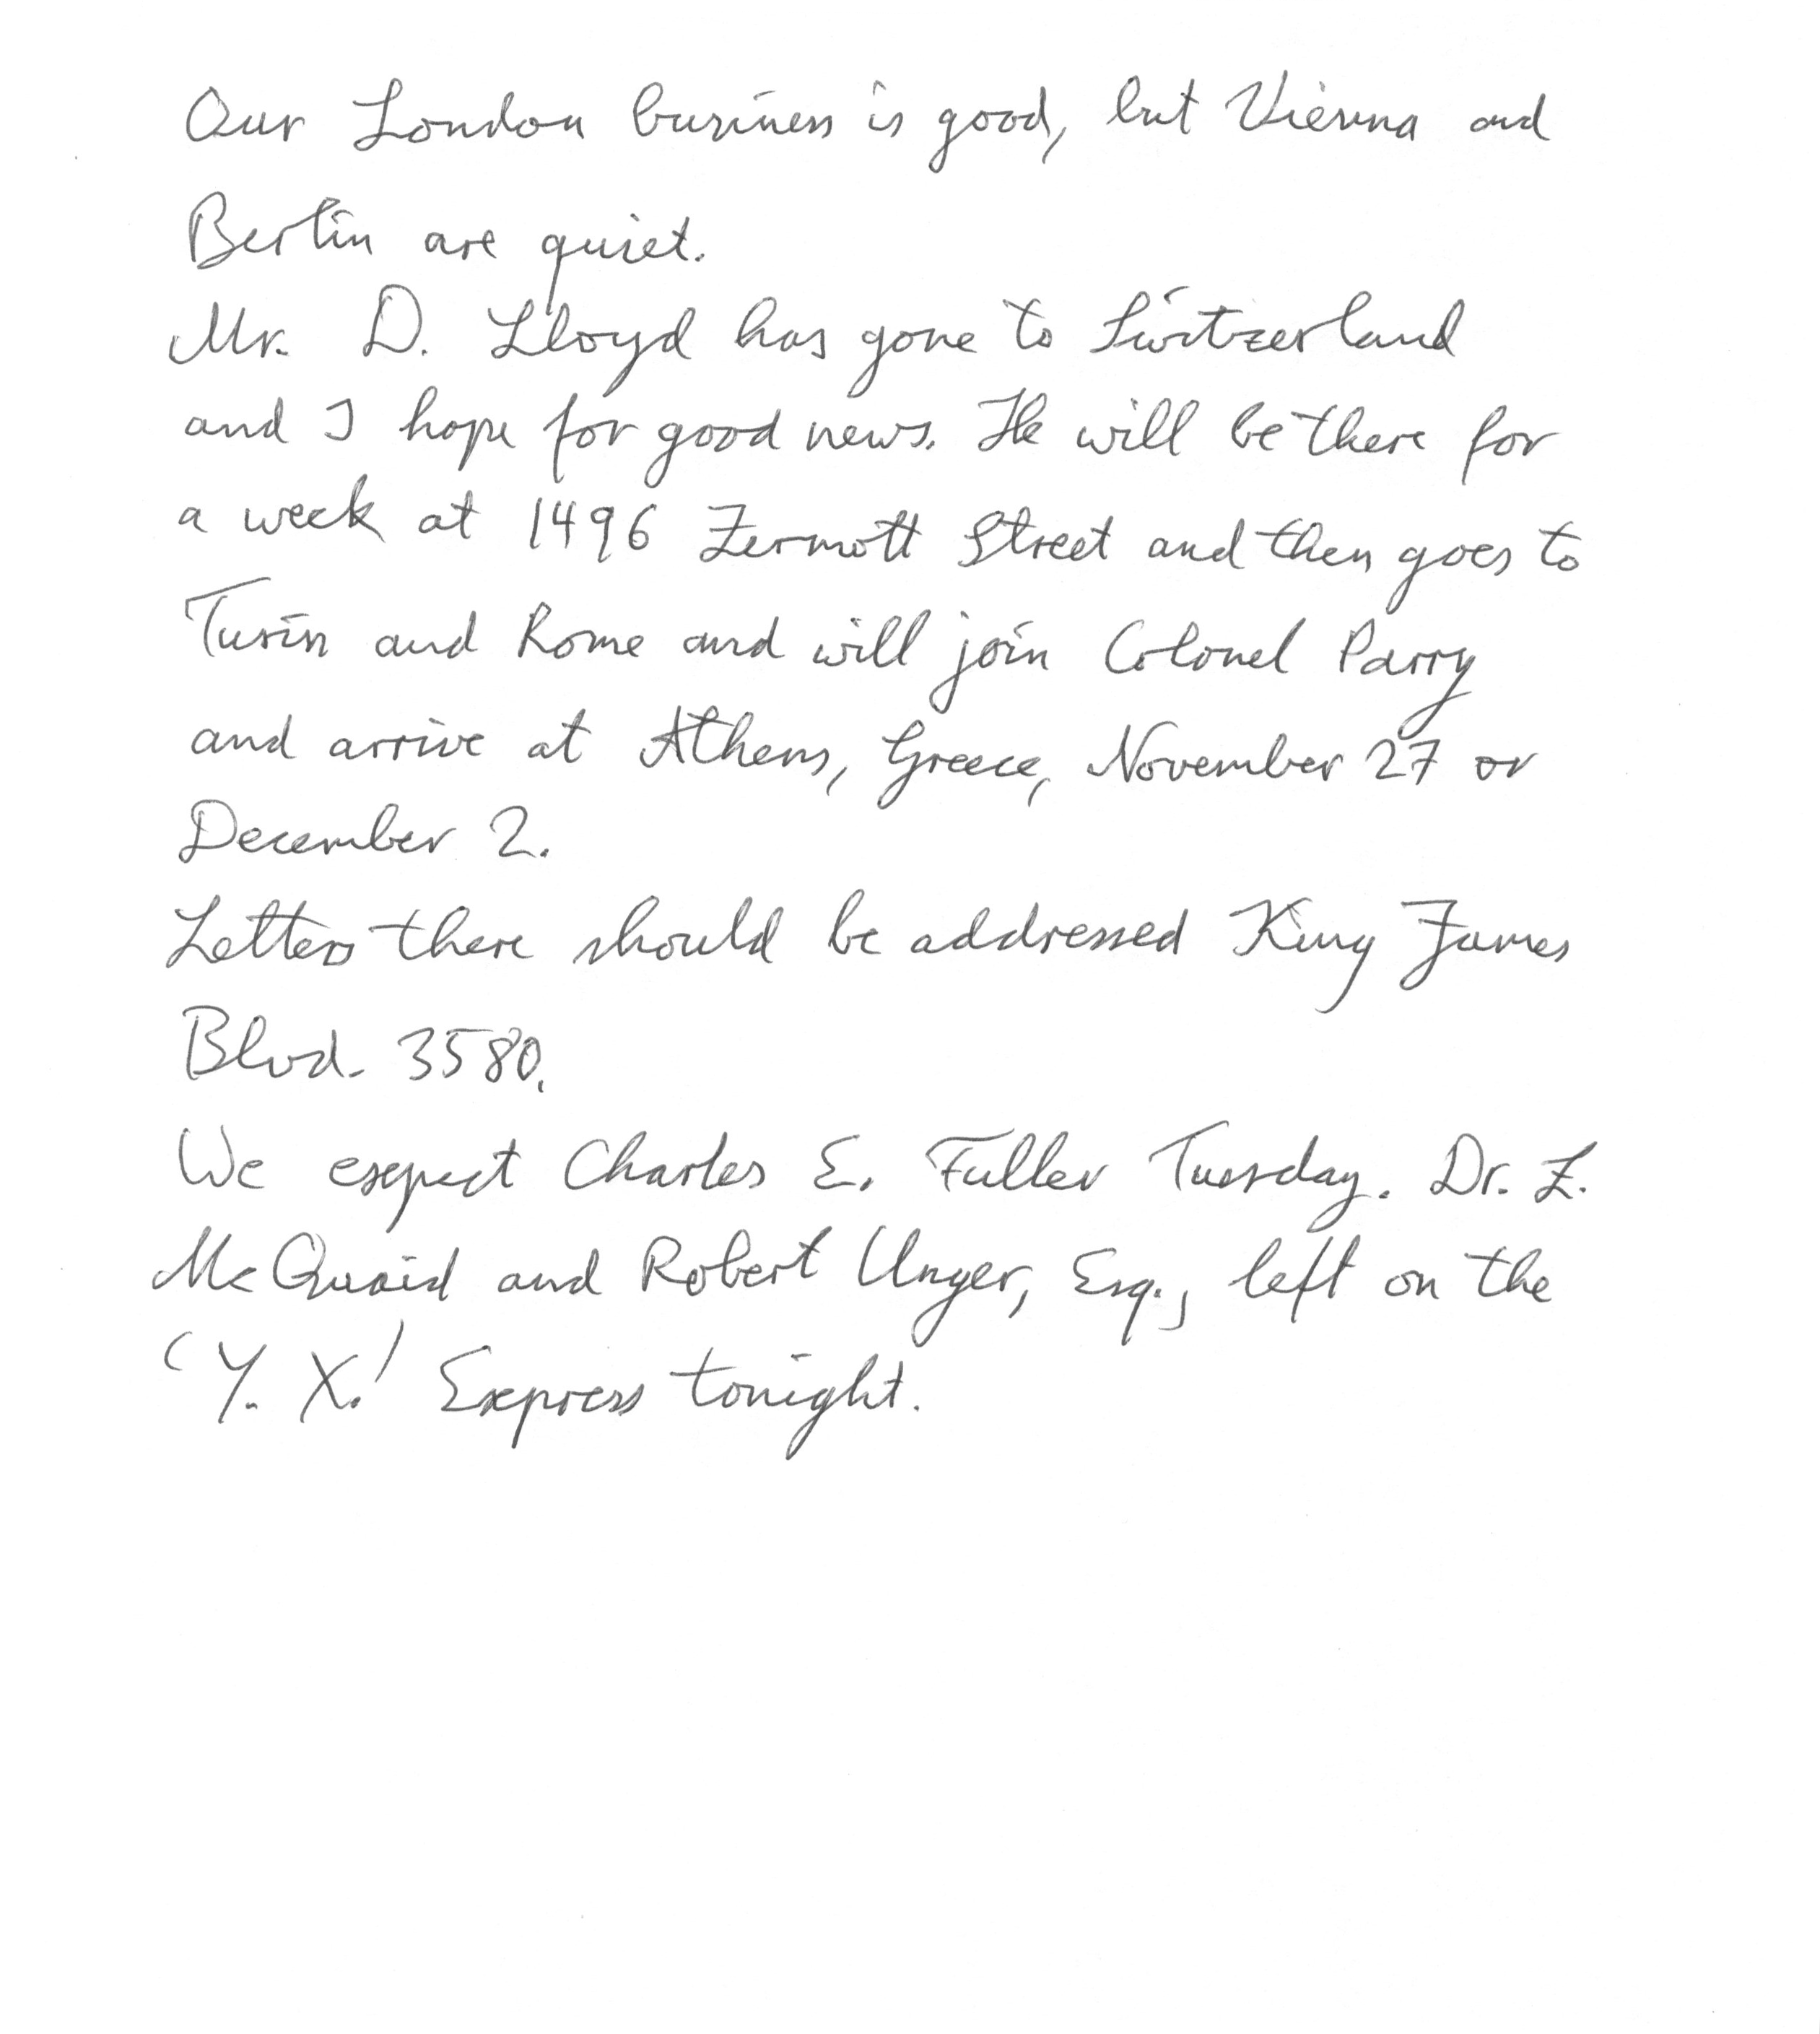 Our London business is good, but Vienna and
Berlin are quiet.
Mr. D. Lloyd has gone to Switzerland
and I hope for good news. He will be there for
a week at 1496 Zermott Street and then goes to
Turin and Rome and will join Colonel Parry
and arrive at Athens, Greece, November 27 or
December 2.
Letters there should be addressed King James
Blvd. 3580.
We expect Charles E. Fuller Tuesday. Dr. L.
McQuaid and Robert Unger, Esq., left on the
'Y. X.' Express tonight.